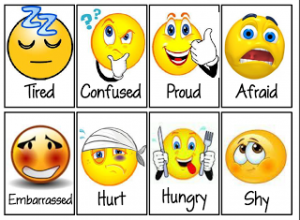 Tired Confused Proud Afraid
Embarrassed Hurt Hungry Shy